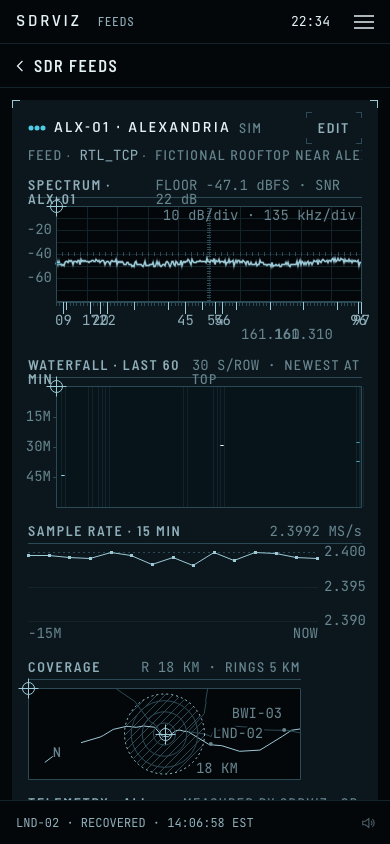 SDRVIZ FEEDS 22:34
SDR FEEDS
ALX-01 · ALEXANDRIA SIM EDIT
FEED · RTL_TCP · FICTIONAL ROOFTOP NEAR ALE
SPECTRUM · ALX-01
FLOOR -47.1 dBFS · SNR 22 dB
10 dB/div · 135 kHz/div
-20
-40
-60
09 45
161.310
WATERFALL · LAST 60 MIN
30 S/ROW · NEWEST AT TOP
15M
30M
45M
SAMPLE RATE · 15 MIN 2.3992 MS/s
2.400
2.395
2.390
-15M NOW
COVERAGE R 18 KM · RINGS 5 KM
BWI-03
LND-02
N
18 KM
LND-02 · RECOVERED · 14:06:58 EST